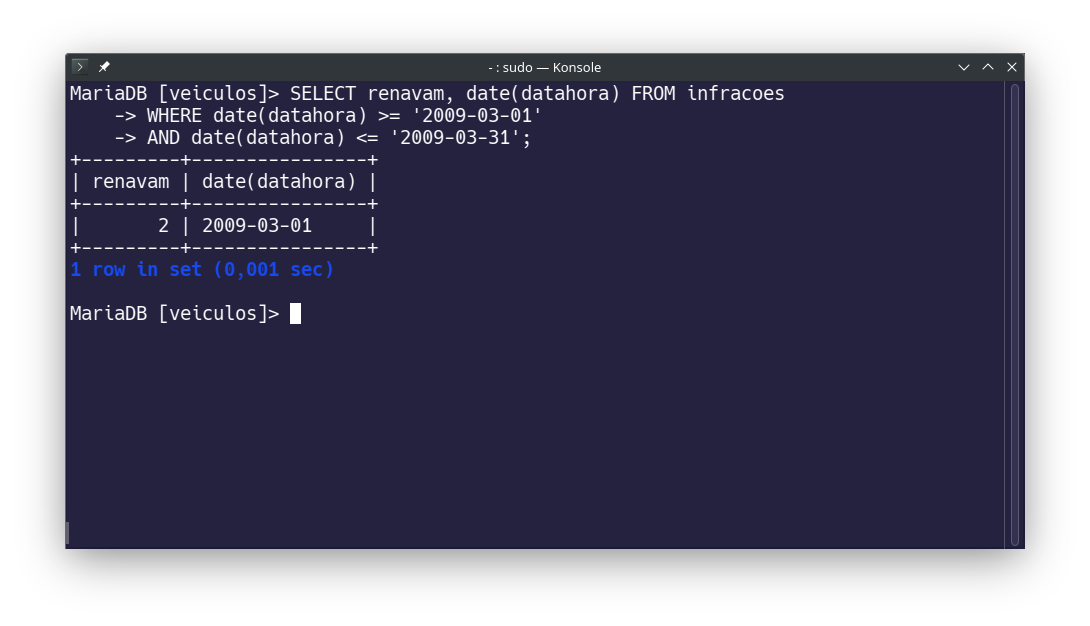 - : sudo — Konsole
MariaDB [veiculos]> SELECT renavam, date(datahora) FROM infracoes
    -> WHERE date(datahora) >= '2009-03-01'
    -> AND date(datahora) <= '2009-03-31';
+---------+----------------+
| renavam | date(datahora) |
+---------+----------------+
|       2 | 2009-03-01     |
+---------+----------------+
1 row in set (0,001 sec)
MariaDB [veiculos]>